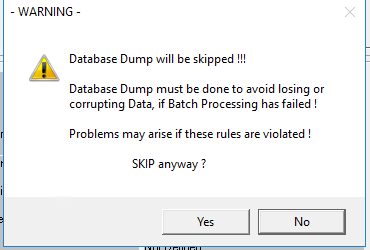 - WARNING -
Database Dump will be skipped !!!
Database Dump must be done to avoid losing or
corrupting Data, if Batch Processing has failed !
Problems may arise if these rules are violated !
SKIP anyway ?
Yes
No